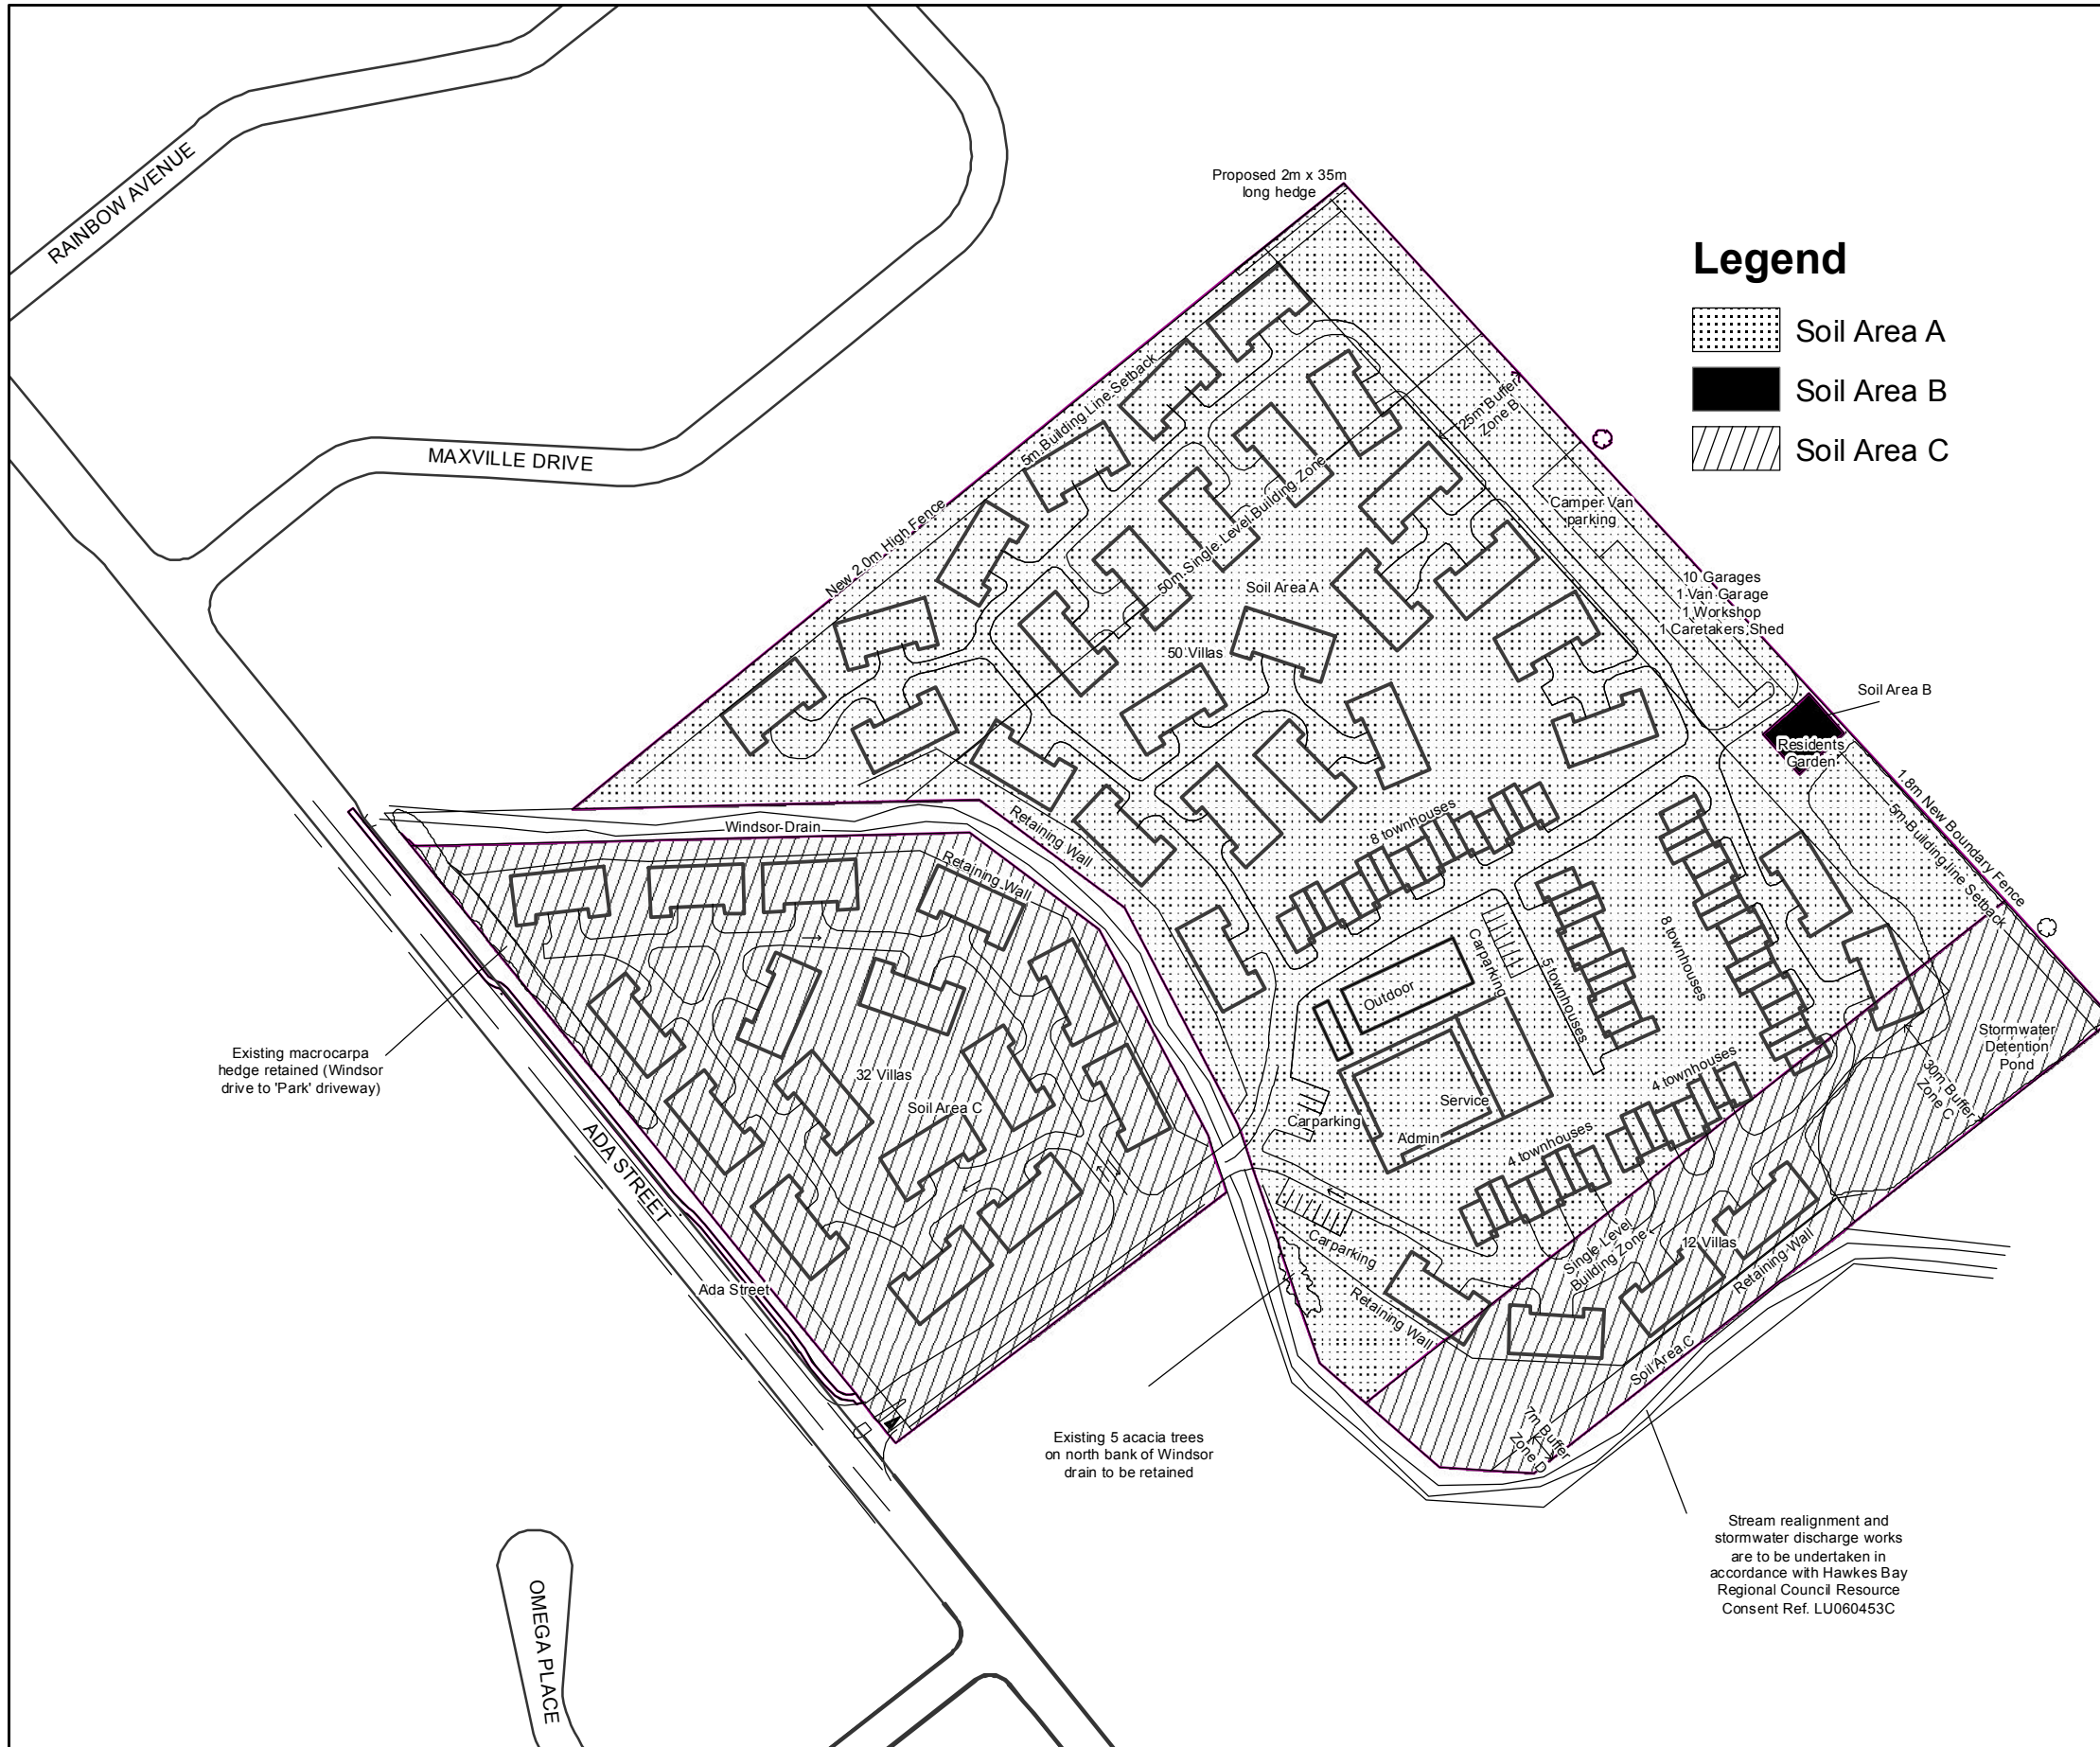 RAINBOW AVENUE
MAXVILLE DRIVE
Proposed 2m x 35m
long hedge
Legend
Soil Area A
Soil Area B
Soil Area C
5m Building Line Setback
New 2.0m High Fence
25m Buffer
Zone B
50m Single Level Building Zone
Camper Van
parking
Soil Area A
10 Garages
1 Van Garage
1 Workshop
1 Caretakers Shed
50 Villas
Soil Area B
Residents
Garden
1.8m New Boundary Fence
5m Building line Setback
Windsor Drain
Retaining Wall
Retaining Wall
8 townhouses
8 townhouses
5 townhouses
Carparking
Outdoor
Existing macrocarpa
hedge retained (Windsor
drive to 'Park' driveway)
32 Villas
Soil Area C
Stormwater
Detention
Pond
30m Buffer
Zone C
4 townhouses
Service
Carparking
Admin
4 townhouses
ADA STREET
Ada Street
Carparking
Single Level
Building Zone
12 Villas
Retaining Wall
Retaining Wall
Soil Area C
7m Buffer
Zone D
Existing 5 acacia trees
on north bank of Windsor
drain to be retained
Stream realignment and
stormwater discharge works
are to be undertaken in
accordance with Hawkes Bay
Regional Council Resource
Consent Ref. LU060453C
OMEGA PLACE